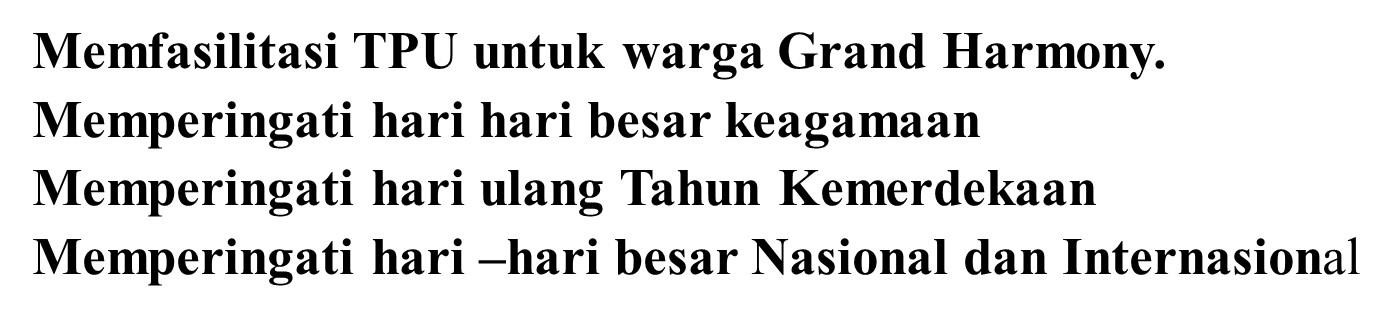 Memfasilitasi TPU untuk warga Grand Harmony.
Memperingati hari hari besar keagamaan
Memperingati hari ulang Tahun Kemerdekaan
Memperingati hari –hari besar Nasional dan Internasional